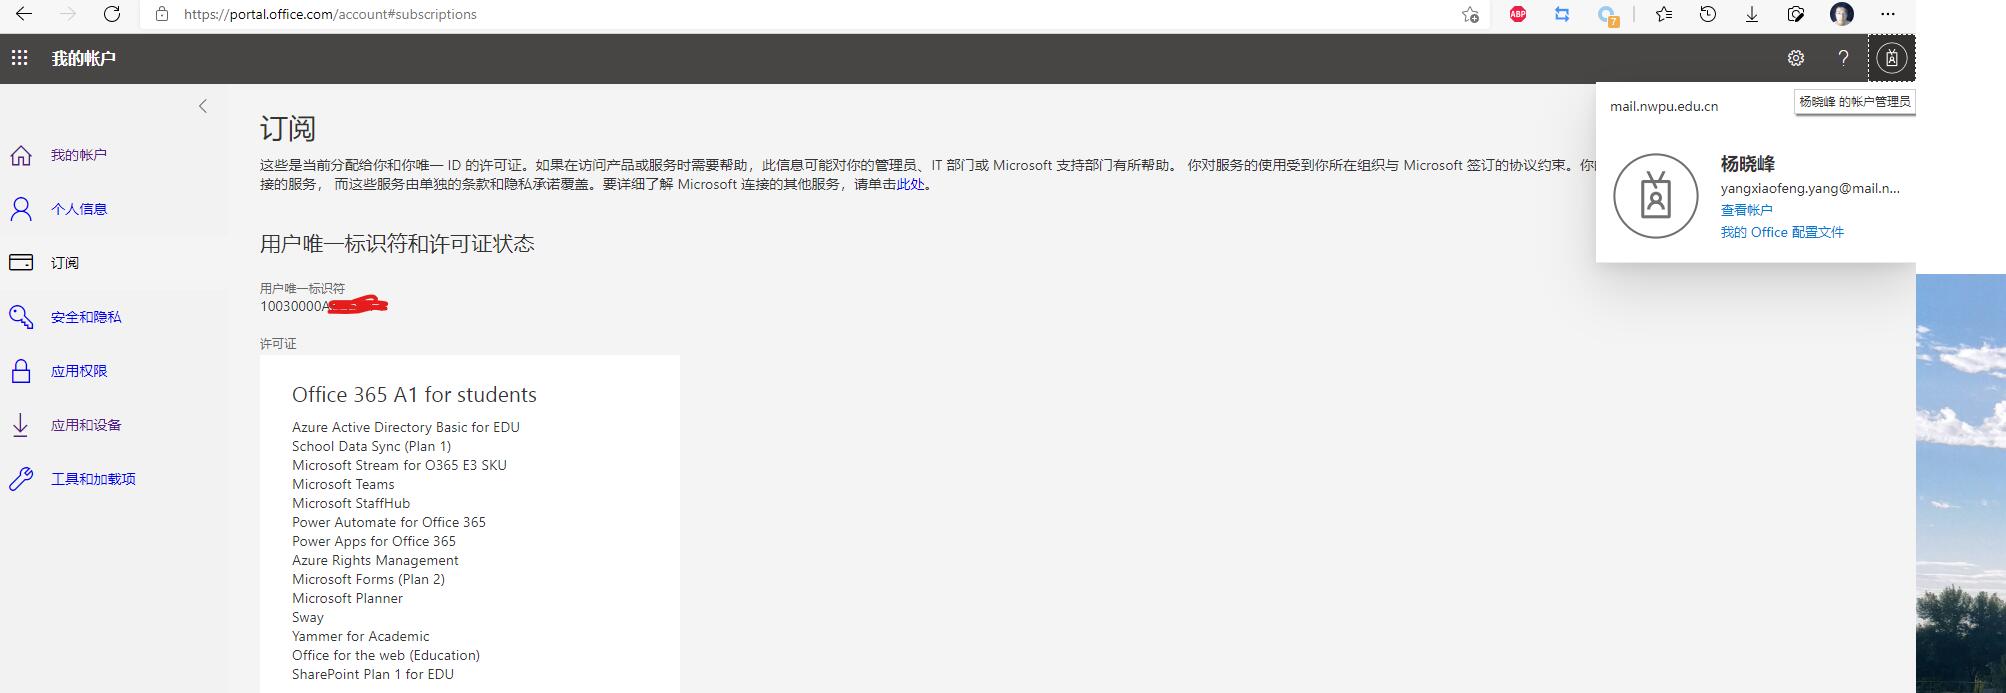 https://portal.office.com/account#subscriptions
ABP
7
我的帐户
?
杨晓峰 的帐户管理员
mail.nwpu.edu.cn
杨晓峰
yangxiaofeng.yang@mail.n...
查看帐户
我的 Office 配置文件
我的帐户
个人信息
订阅
安全和隐私
应用权限
应用和设备
工具和加载项
订阅
这些是当前分配给你和你唯一 ID 的许可证。如果在访问产品或服务时需要帮助，此信息可能对你的管理员、IT 部门或 Microsoft 支持部门有所帮助。 你对服务的使用受到你所在组织与 Microsoft 签订的协议约束。你
接的服务， 而这些服务由单独的条款和隐私承诺覆盖。要详细了解 Microsoft 连接的其他服务，请单击此处。
用户唯一标识符和许可证状态
用户唯一标识符
10030000A
许可证
Office 365 A1 for students
Azure Active Directory Basic for EDU
School Data Sync (Plan 1)
Microsoft Stream for O365 E3 SKU
Microsoft Teams
Microsoft StaffHub
Power Automate for Office 365
Power Apps for Office 365
Azure Rights Management
Microsoft Forms (Plan 2)
Microsoft Planner
Sway
Yammer for Academic
Office for the web (Education)
SharePoint Plan 1 for EDU